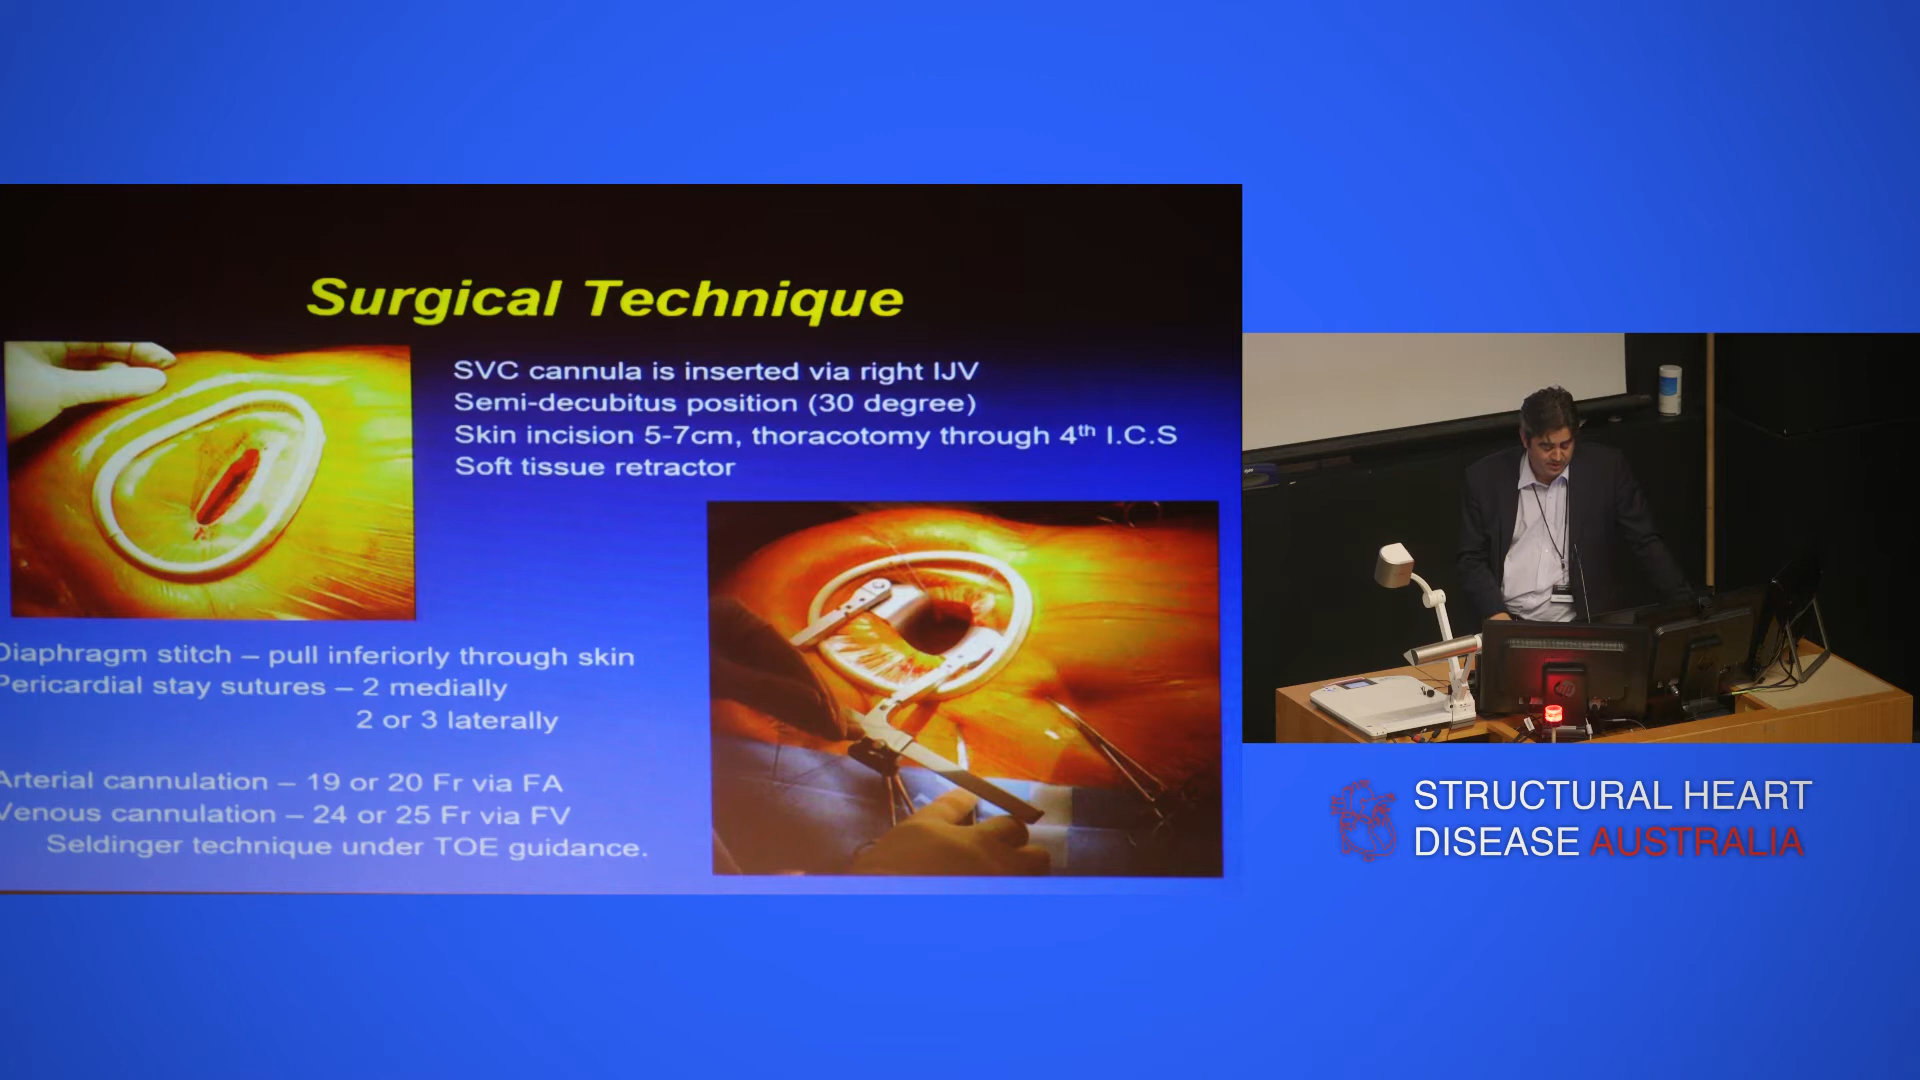 Surgical Technique
SVC cannula is inserted via right IJV
Semi-decubitus position (30 degree)
Skin incision 5-7cm, thoracotomy through 4th I.C.S
Soft tissue retractor
Diaphragm stitch – pull inferiorly through skin
Pericardial stay sutures – 2 medially
2 or 3 laterally
Arterial cannulation – 19 or 20 Fr via FA
Venous cannulation – 24 or 25 Fr via FV
Seldinger technique under TOE guidance.
STRUCTURAL HEART
DISEASE AUSTRALIA